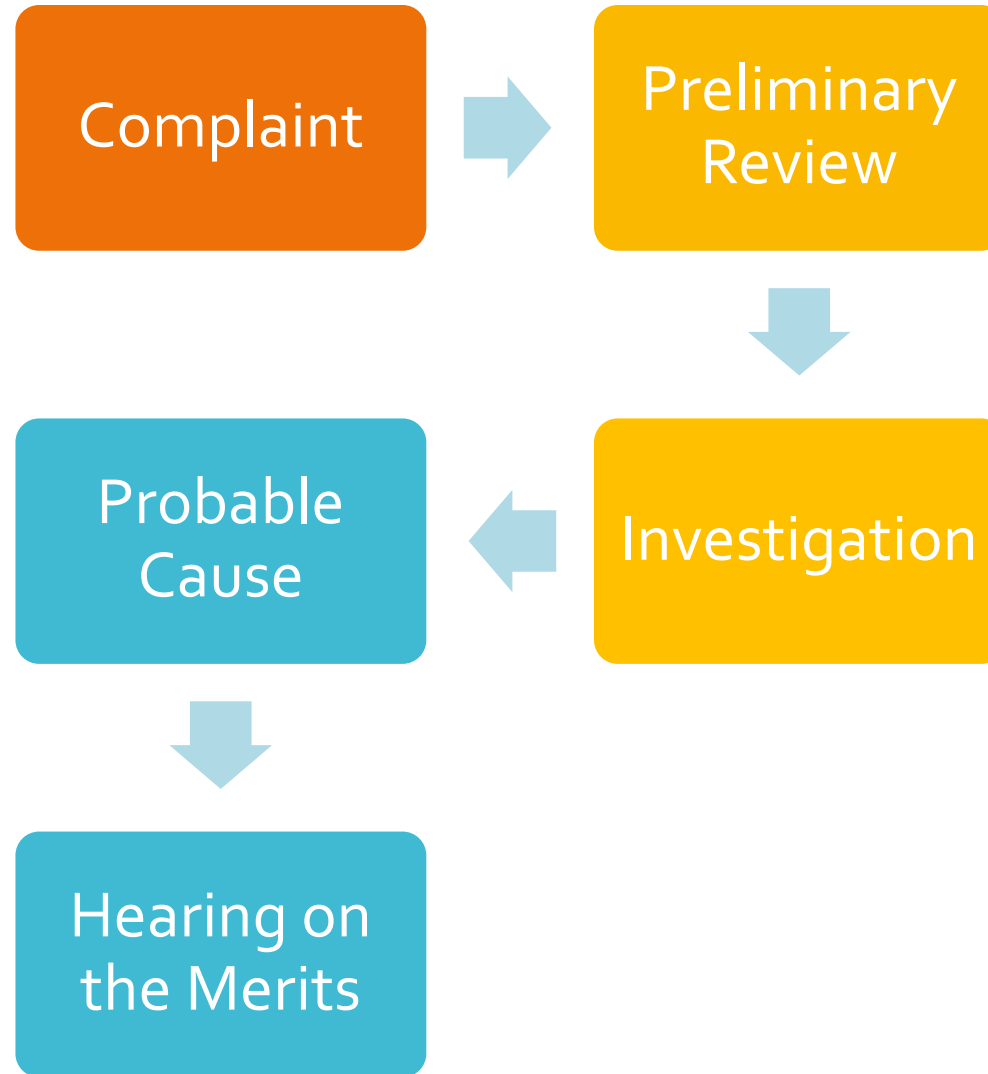 Complaint
Preliminary
Review
Investigation
Probable
Cause
Hearing on
the Merits